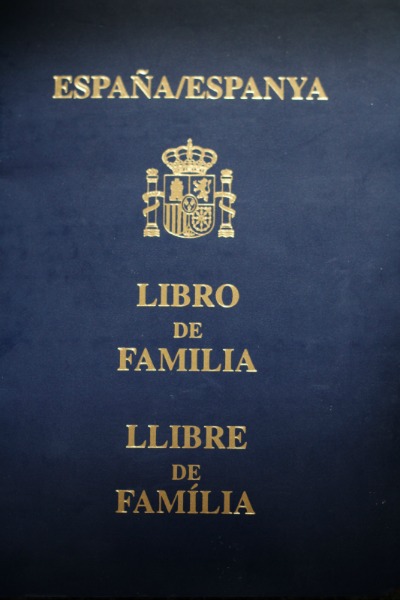 ESPAÑA/ESPANYA
LIBRO
DE
FAMILIA
LLIBRE
DE
FAMÍLIA